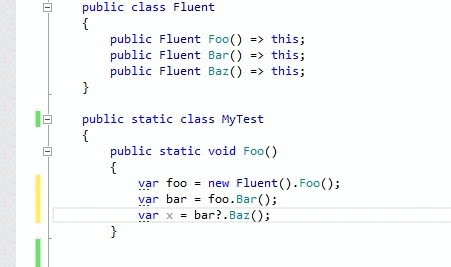 public class Fluent
{
public Fluent Foo() => this;
public Fluent Bar() => this;
public Fluent Baz() => this;
}
public static class MyTest
{
public static void Foo()
{
var foo = new Fluent().Foo();
var bar = foo.Bar();
var x = bar?.Baz();
}